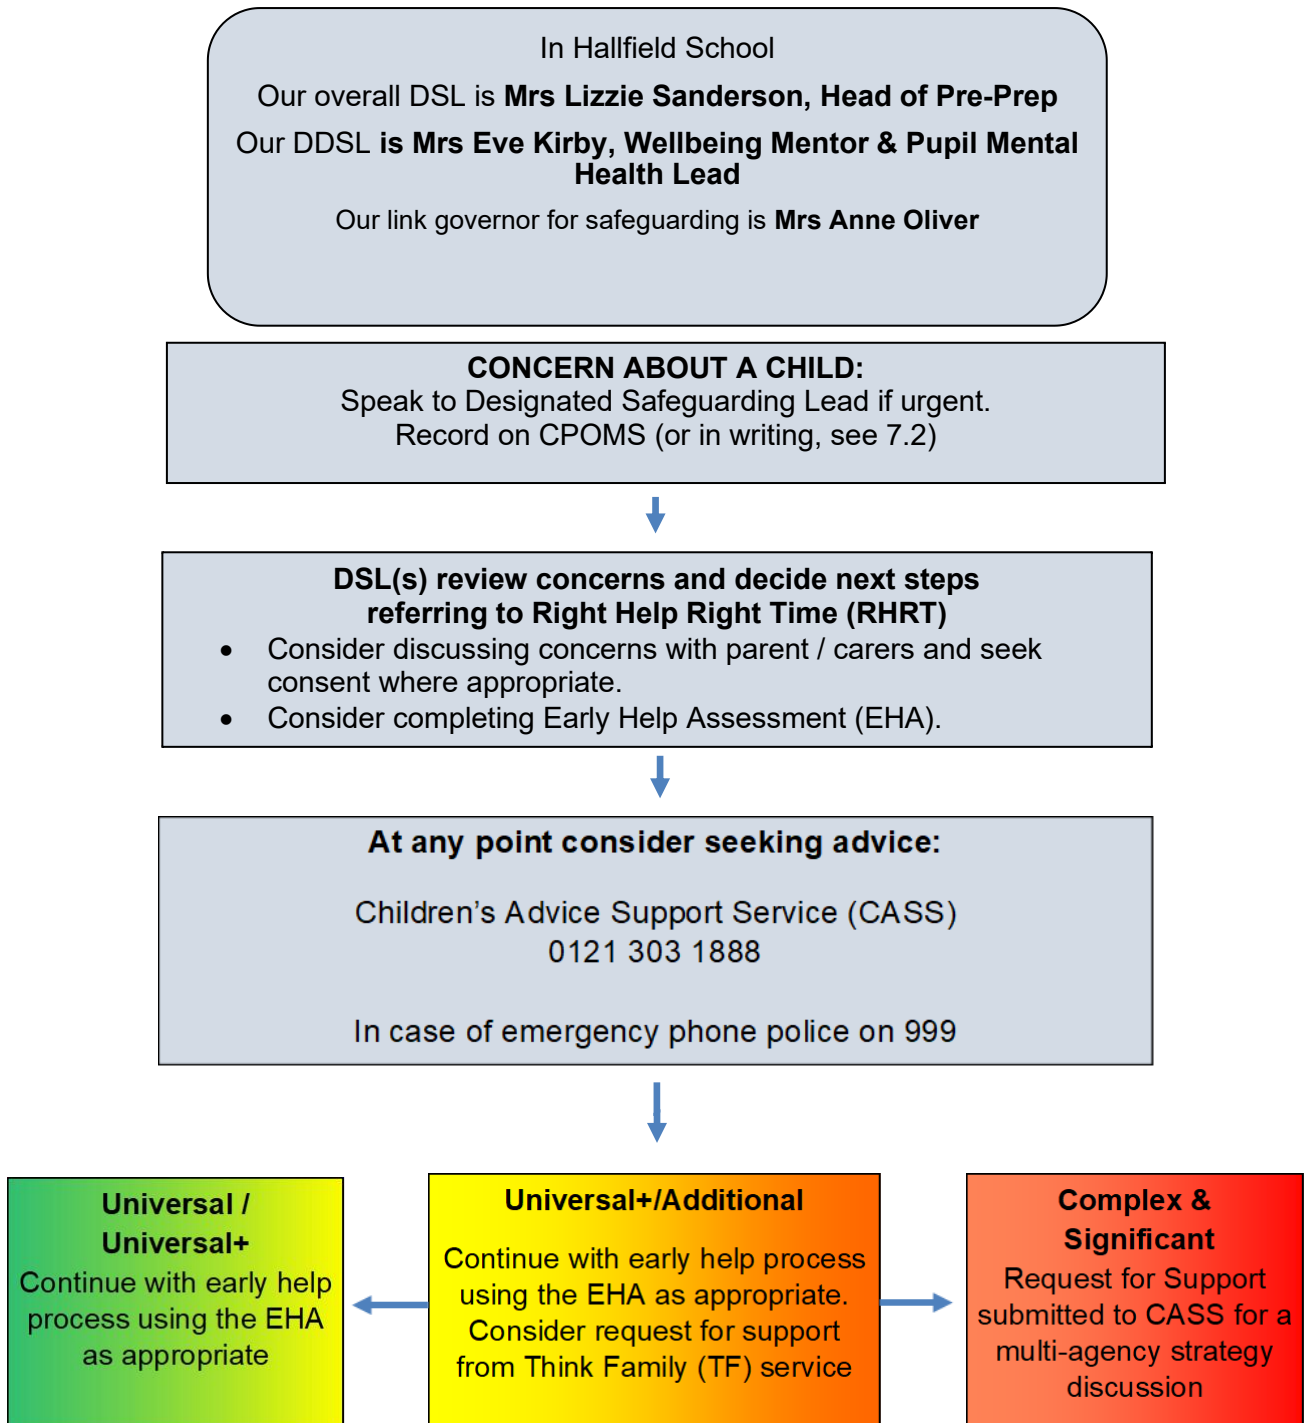 In Hallfield School
Our overall DSL is Mrs Lizzie Sanderson, Head of Pre-Prep
Our DDSL is Mrs Eve Kirby, Wellbeing Mentor & Pupil Mental
Health Lead
Our link governor for safeguarding is Mrs Anne Oliver
CONCERN ABOUT A CHILD:
Speak to Designated Safeguarding Lead if urgent.
Record on CPOMS (or in writing, see 7.2)
DSL(s) review concerns and decide next steps
referring to Right Help Right Time (RHRT)
• Consider discussing concerns with parent / carers and seek
consent where appropriate.
• Consider completing Early Help Assessment (EHA).
At any point consider seeking advice:
Children's Advice Support Service (CASS)
0121 303 1888
In case of emergency phone police on 999
Universal /
Universal+
Continue with early help
process using the EHA
as appropriate
Universal+/Additional
Continue with early help process
using the EHA as appropriate.
Consider request for support
from Think Family (TF) service
Complex &
Significant
Request for Support
submitted to CASS for a
multi-agency strategy
discussion